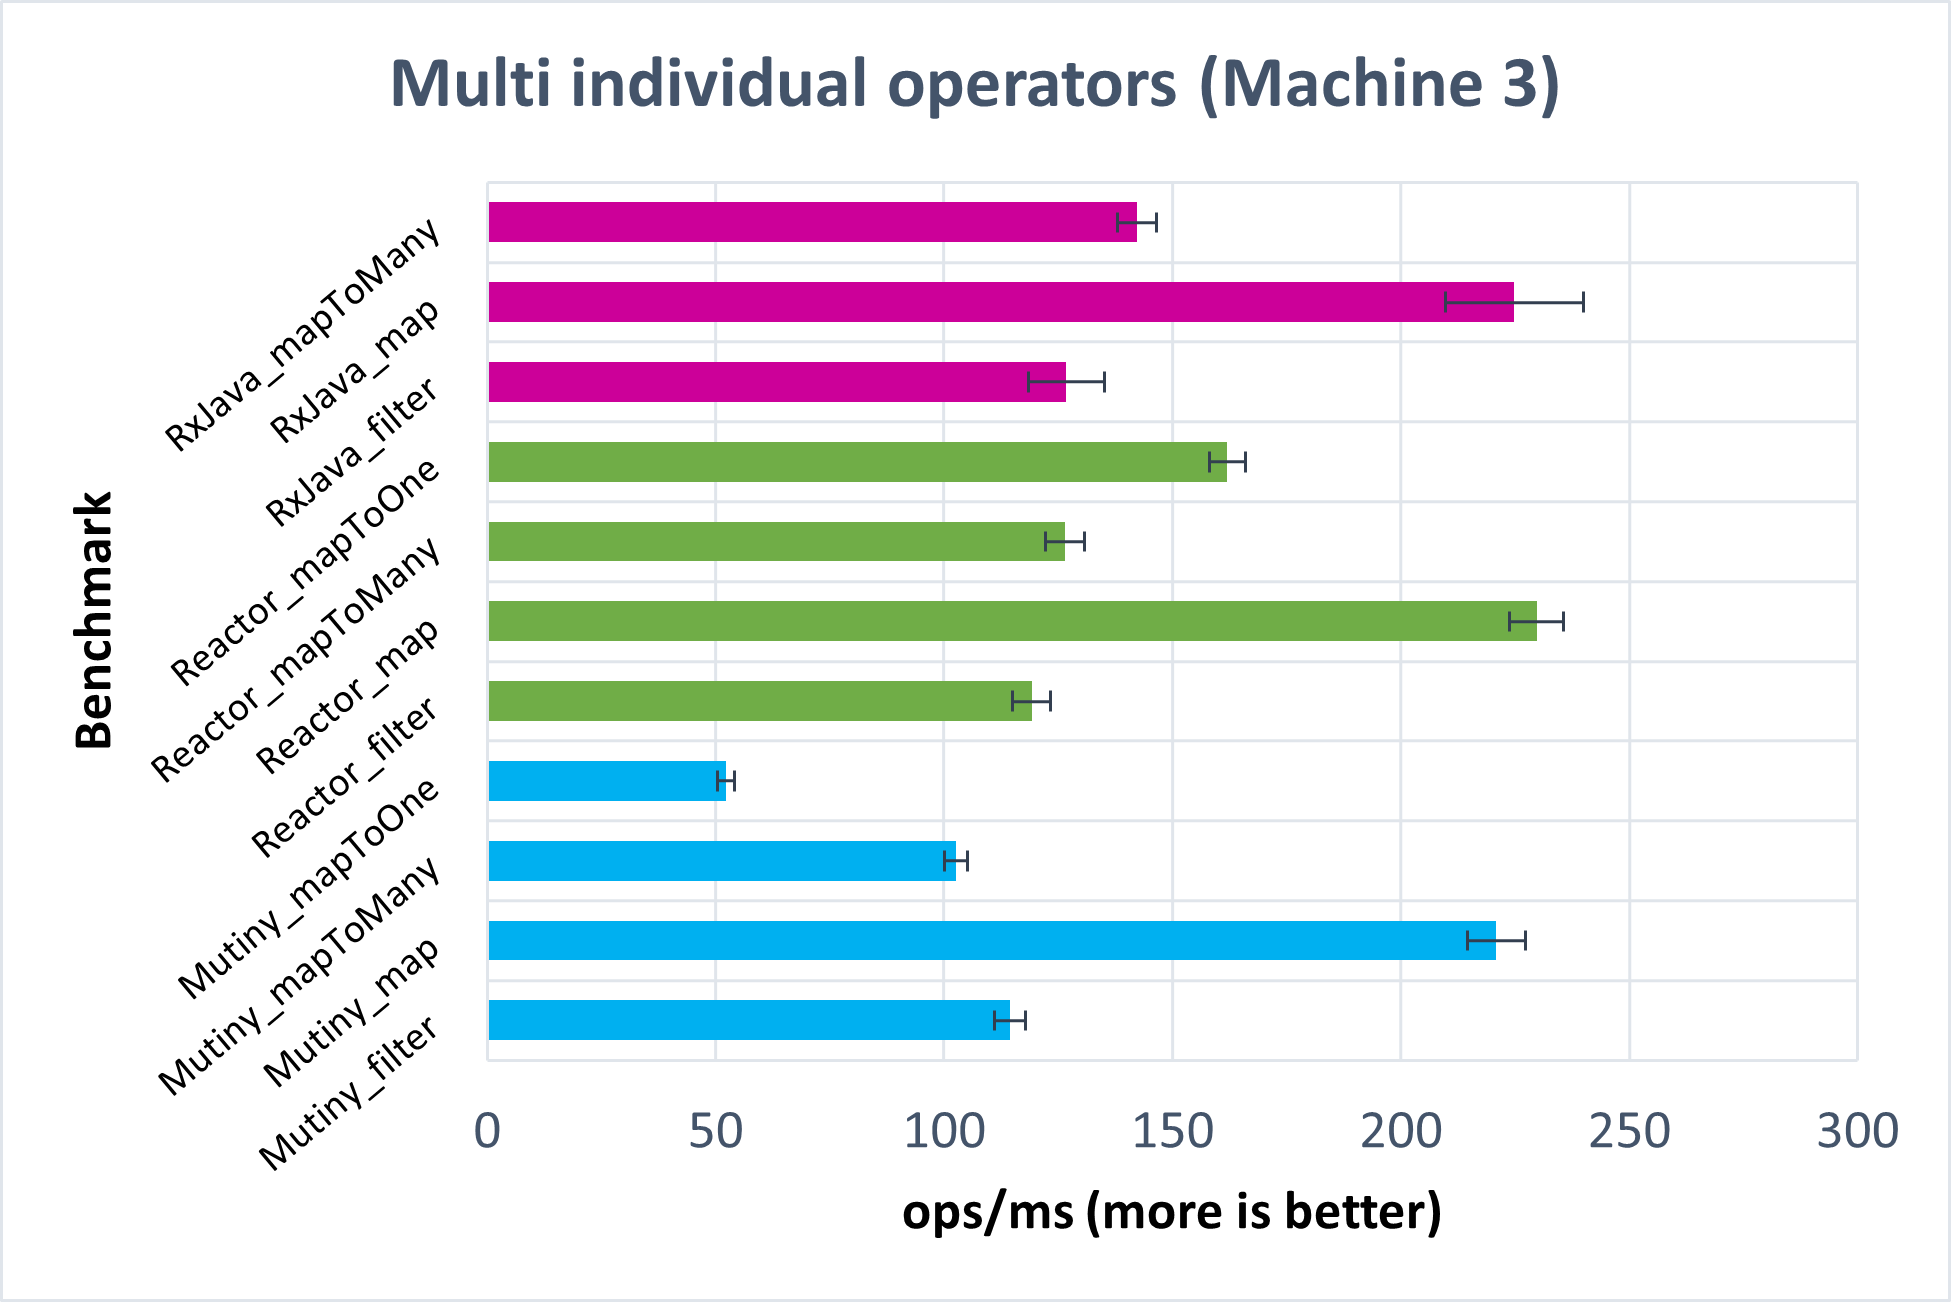 Multi individual operators (Machine 3)
Benchmark
RxJava_mapToMany
RxJava_map
RxJava_filter
Reactor_mapToOne
Reactor_mapToMany
Reactor_map
Reactor_filter
Mutiny_mapToOne
Mutiny_mapToMany
Mutiny_map
Mutiny_filter
0 50 100 150 200 250 300
ops/ms (more is better)